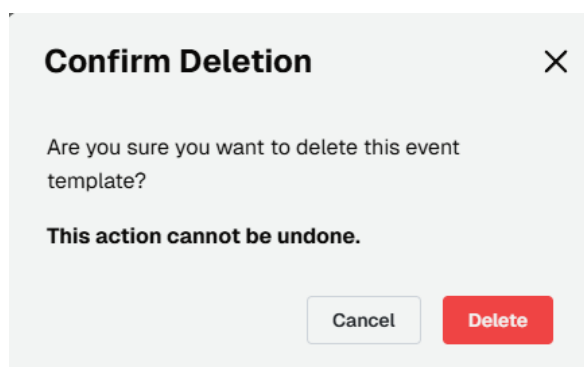 Confirm Deletion
Are you sure you want to delete this event
template?
This action cannot be undone.
Cancel
Delete